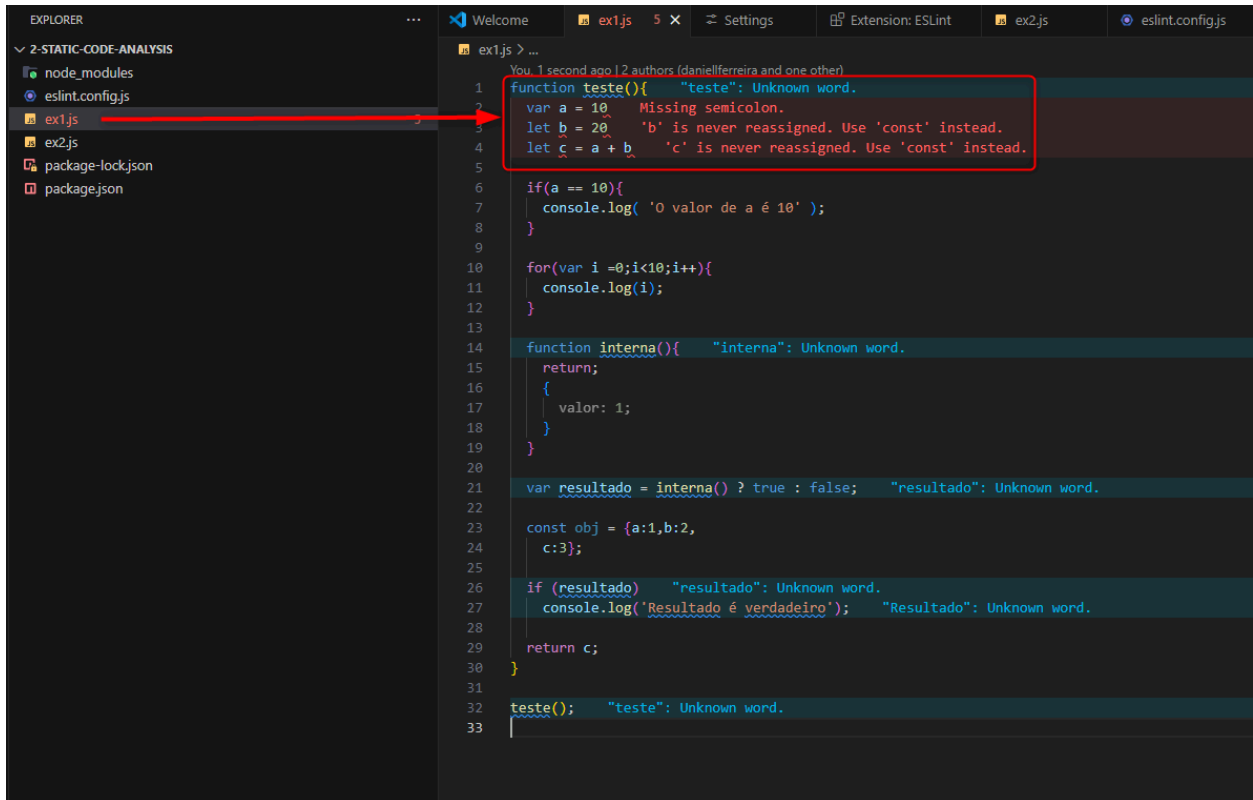 EXPLORER ...
2-STATIC-CODE-ANALYSIS
node_modules
eslint.config.js
ex1.js 5
ex2.js
package-lock.json
package.json
Welcome JS ex1.js 5 Settings Extension: ESLint JS ex2.js eslint.config.js
JS ex1.js > ...
You, 1 second ago | 2 authors (daniellferreira and one other)
1 function teste(){ "teste": Unknown word.
2 var a = 10 Missing semicolon.
3 let b = 20 'b' is never reassigned. Use 'const' instead.
4 let c = a + b 'c' is never reassigned. Use 'const' instead.
5
6 if(a == 10){
7 console.log( 'O valor de a é 10' );
8 }
9
10 for(var i =0;i<10;i++){
11 console.log(i);
12 }
13
14 function interna(){ "interna": Unknown word.
15 return;
16 {
17 valor: 1;
18 }
19 }
20
21 var resultado = interna() ? true : false; "resultado": Unknown word.
22
23 const obj = {a:1,b:2,
24 c:3};
25
26 if (resultado) "resultado": Unknown word.
27 console.log('Resultado é verdadeiro'); "Resultado": Unknown word.
28
29 return c;
30 }
31
32 teste(); "teste": Unknown word.
33